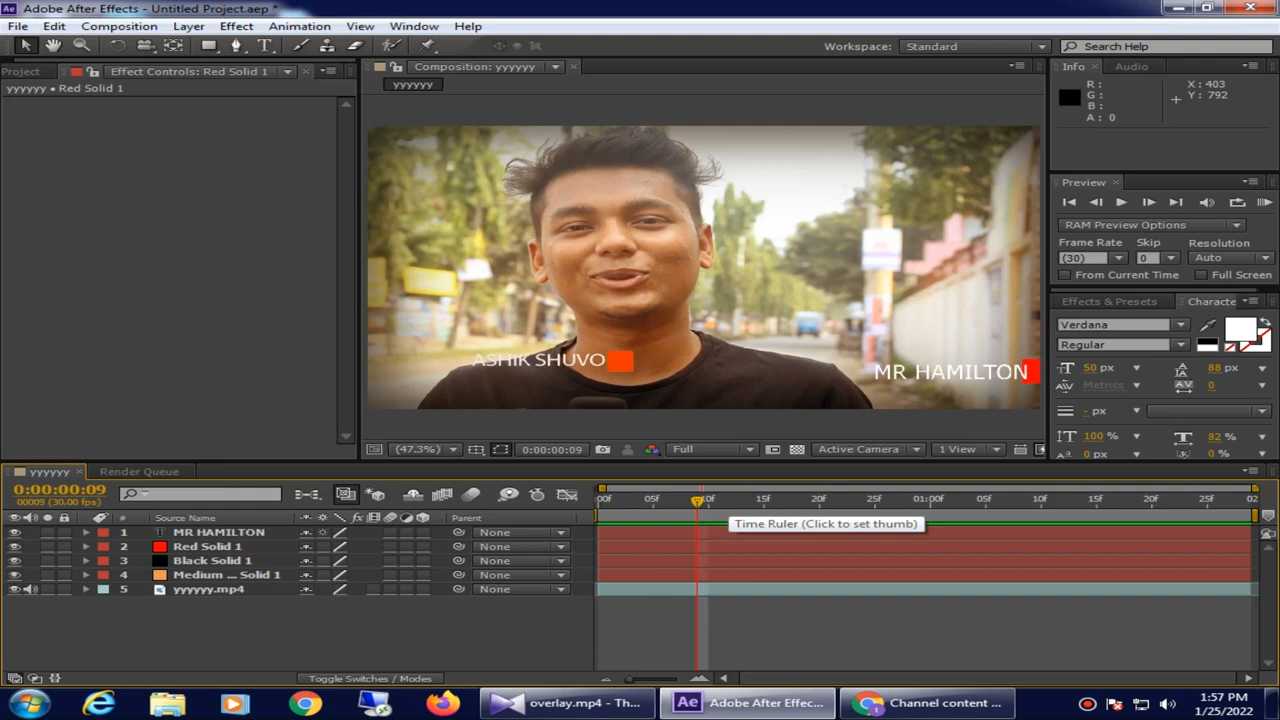 Adobe After Effects - Untitled Project.aep *
File Edit Composition Layer Effect Animation View Window Help
Workspace: Standard Search Help
Project Effect Controls: Red Solid 1 Composition: yyyyyy Info Audio
yyyyyy • Red Solid 1 yyyyyy
R : X : 403
G : Y : 792
B :
A : 0
Preview
RAM Preview Options
Frame Rate Skip Resolution
(30) 0 Auto
From Current Time Full Screen
Effects & Presets Characte
Verdana
Regular
ASHIK SHUVO
MR HAMILTON
50 px 88 px
Metrics 0
- px
100 % 82 %
0 px 0 %
(47.3%) 0:00:00:09 Full Active Camera 1 View
yyyyyy Render Queue
0:00:00:09
00009 (30.00 fps)
00f 05f 10f 15f 20f 25f 01:00f 05f 10f 15f 20f 25f 02
# Source Name fx Parent
Time Ruler (Click to set thumb)
1 T MR HAMILTON None
2 Red Solid 1 None
3 Black Solid 1 None
4 Medium ... Solid 1 None
5 yyyyyy.mp4 None
Toggle Switches / Modes
overlay.mp4 - Th... Ae Adobe After Effec... Channel content ...
1:57 PM
1/25/2022